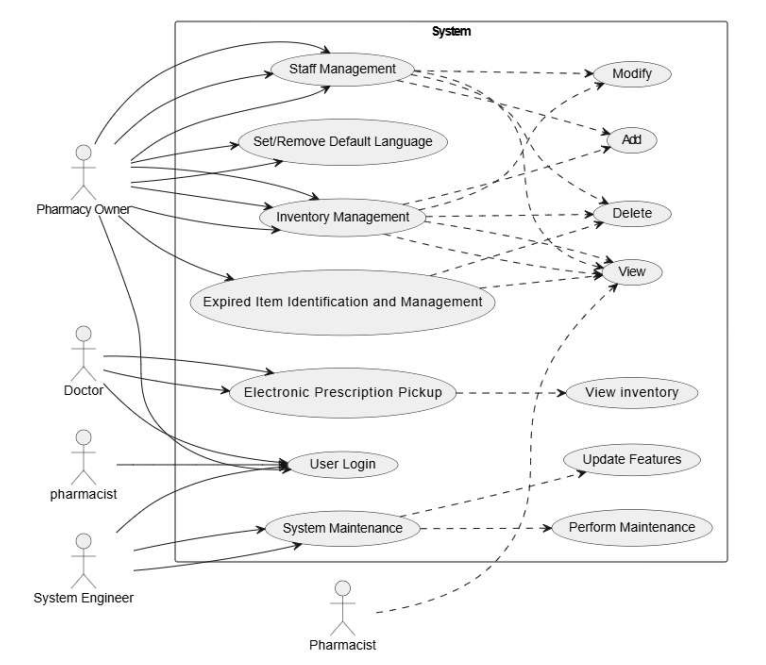 System
Staff Management
Modify
Set/Remove Default Language
Add
Pharmacy Owner
Inventory Management
Delete
Expired Item Identification and Management
View
Doctor
Electronic Prescription Pickup
View inventory
User Login
Update Features
pharmacist
System Maintenance
Perform Maintenance
System Engineer
Pharmacist